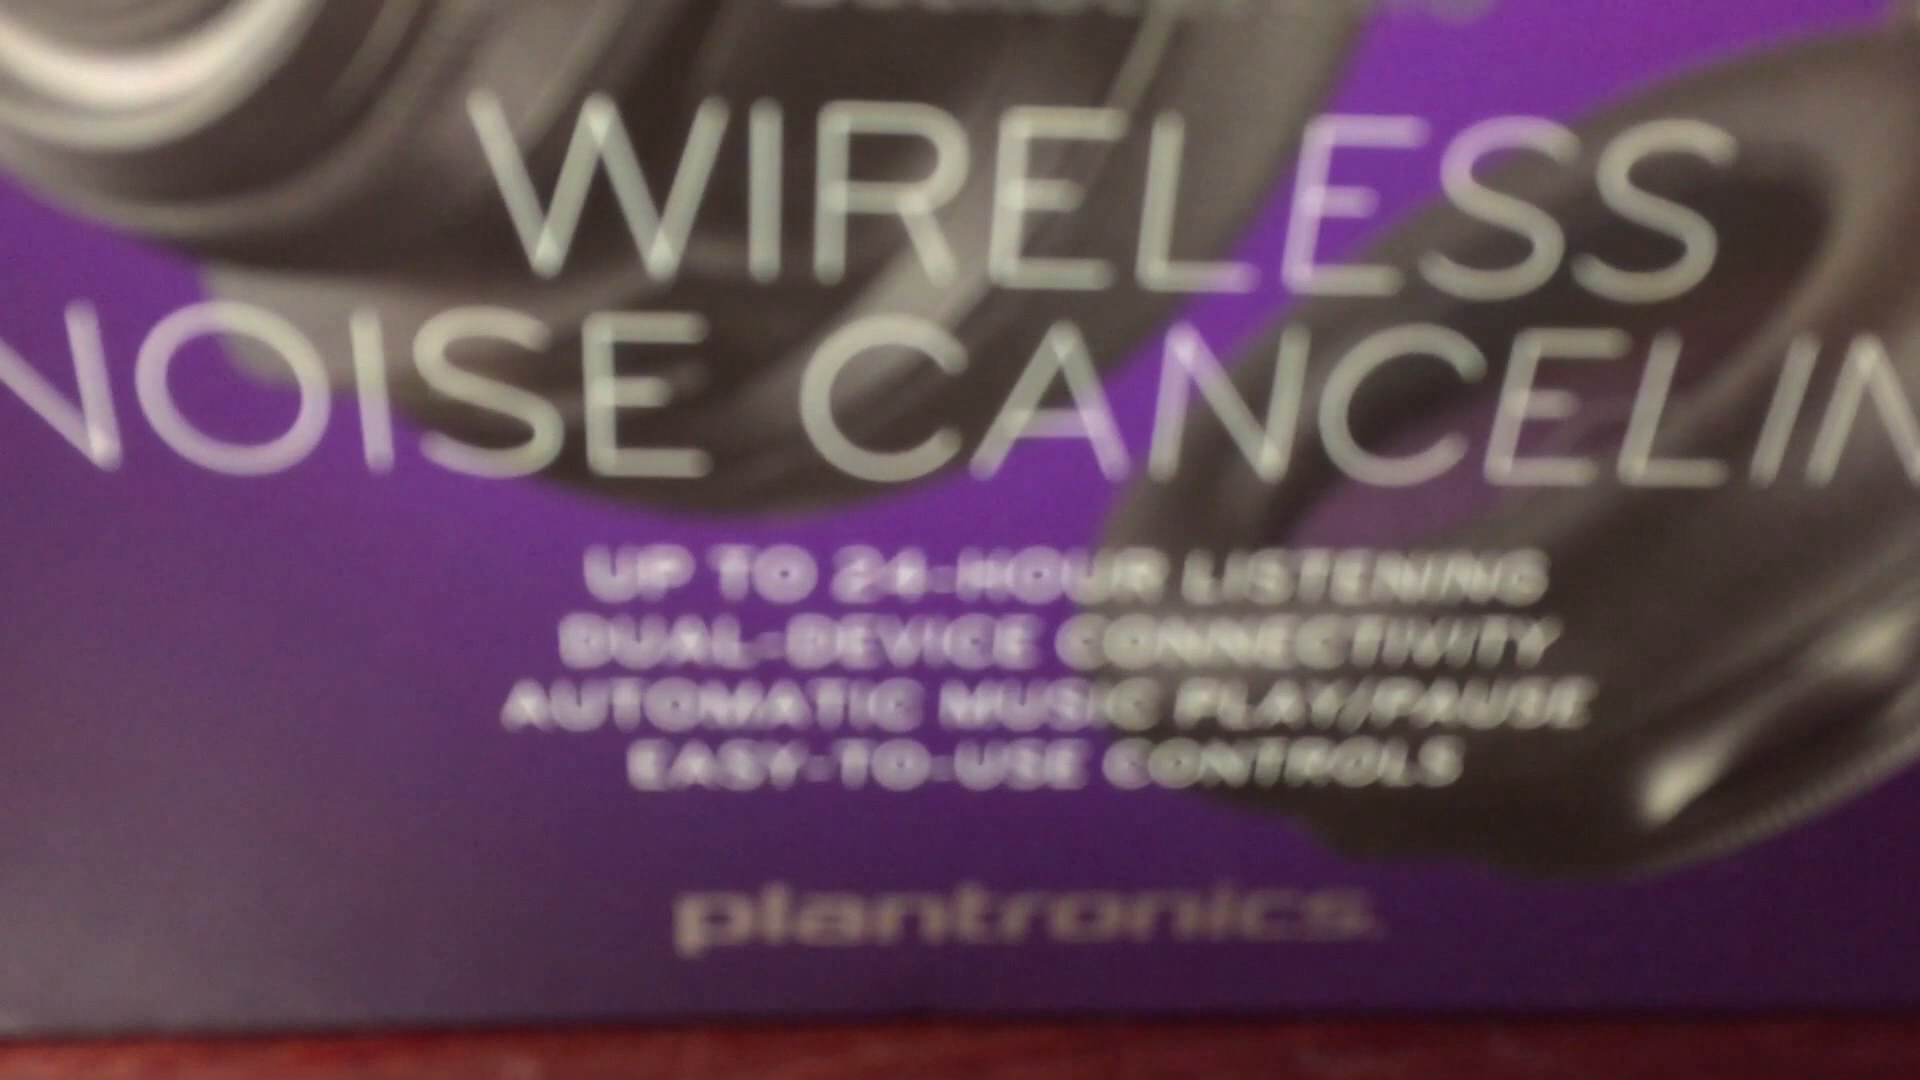 WIRELESS
NOISE CANCELIN
UP TO 24-HOUR LISTENING
DUAL-DEVICE CONNECTIVITY
AUTOMATIC MUSIC PLAY/PAUSE
EASY-TO-USE CONTROLS
plantronics.